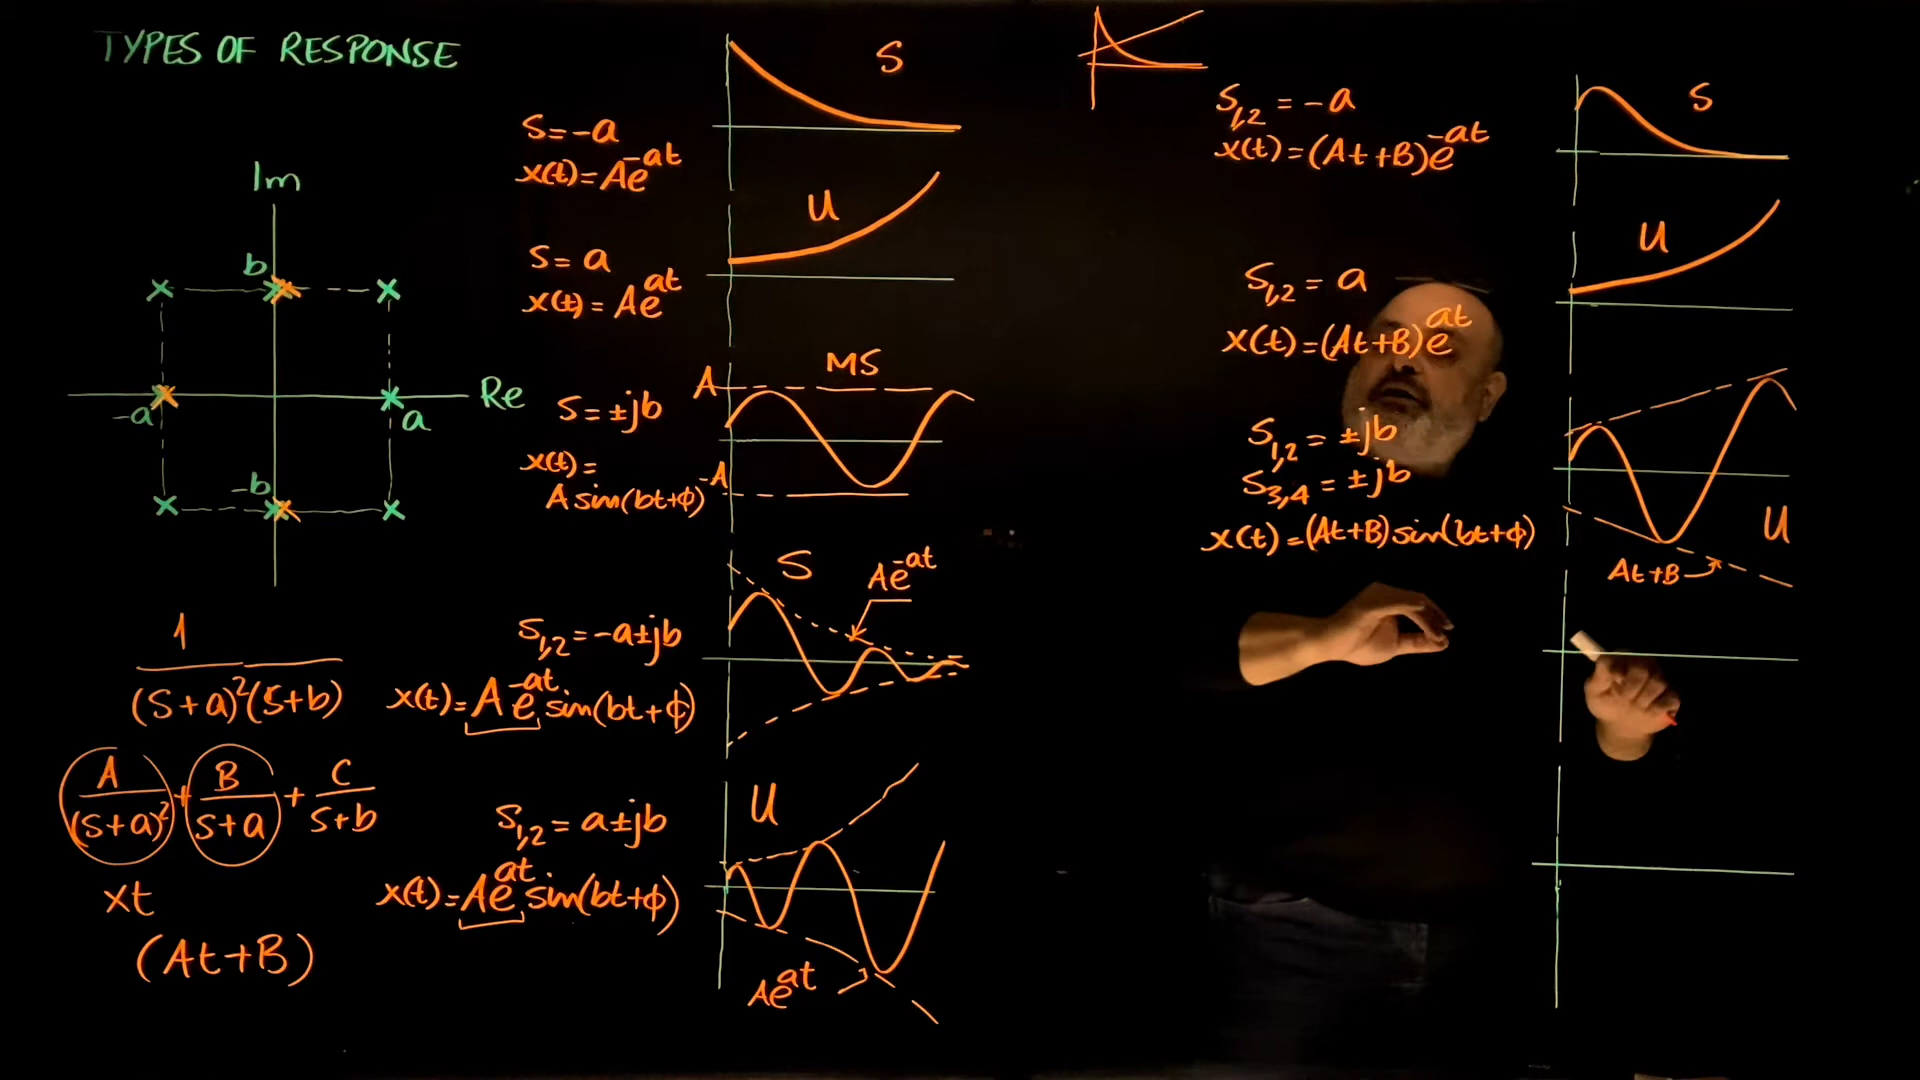 TYPES OF RESPONSE
Im
b
-a
a
Re
-b
1
(s+a)²(s+b)
A + B + C
(s+a)² s+a s+b
xt
(At+B)
s=-a
x(t)=Ae^-at
S
s=a
x(t)=Ae^at
U
s=±jb
x(t)=
A sin(bt+ϕ)
A
-A
MS
s1,2=-a±jb
x(t)=Ae^-at sin(bt+ϕ)
S
Ae^-at
s1,2=a±jb
x(t)=Ae^at sin(bt+ϕ)
U
Ae^at
s1,2=-a
x(t)=(At+B)e^-at
S
s1,2=a
x(t)=(At+B)e^at
U
s1,2=±jb
s3,4=±jb
x(t)=(At+B)sin(bt+ϕ)
U
At+B